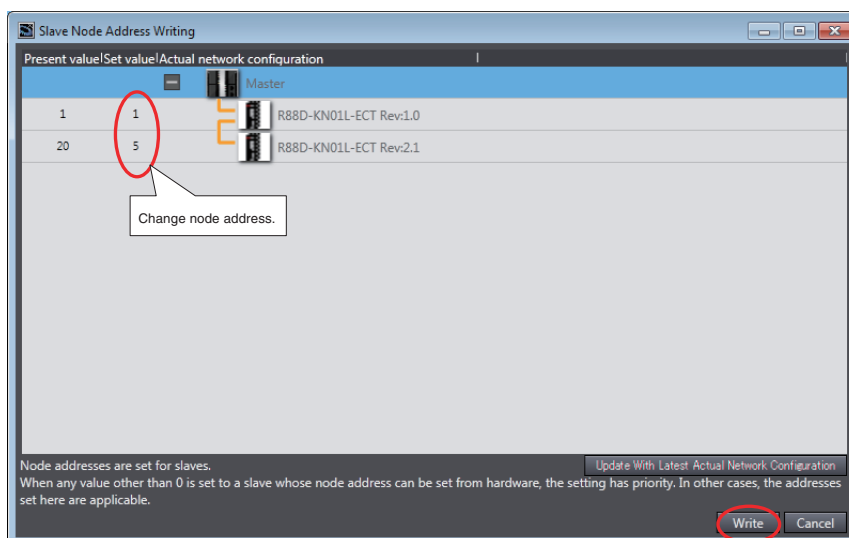 Slave Node Address Writing
Present value|Set value|Actual network configuration
Master
1 1 R88D-KN01L-ECT Rev:1.0
20 5 R88D-KN01L-ECT Rev:2.1
Change node address.
Node addresses are set for slaves.
Update With Latest Actual Network Configuration
When any value other than 0 is set to a slave whose node address can be set from hardware, the setting has priority. In other cases, the addresses
set here are applicable.
Write Cancel